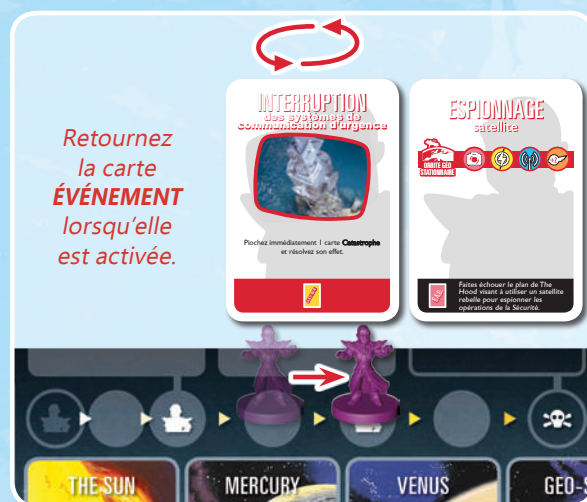 Retournez
la carte
ÉVÉNEMENT
lorsqu'elle
est activée.
INTERRUPTION
des systèmes de
communication d'urgence
Piochez immédiatement 1 carte Catastrophe
et résolvez son effet.
ESPIONNAGE
satellite
ORBITE GEO
STATIONNAIRE
Faites échouer le plan de The
Hood visant à utiliser un satellite
rebelle pour espionner les
opérations de la Sécurité.
THE SUN
MERCURY
VENUS
GEO-